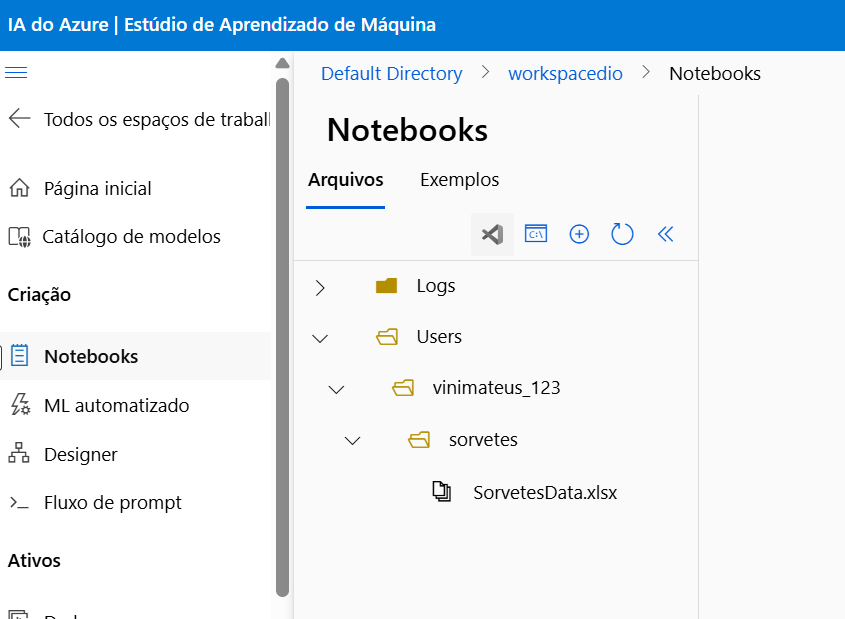 IA do Azure | Estúdio de Aprendizado de Máquina
Default Directory > workspacedio > Notebooks
Todos os espaços de trabal
Página inicial
Catálogo de modelos
Criação
Notebooks
ML automatizado
Designer
Fluxo de prompt
Ativos
Notebooks
Arquivos Exemplos
C:\
Logs
Users
vinimateus_123
sorvetes
SorvetesData.xlsx